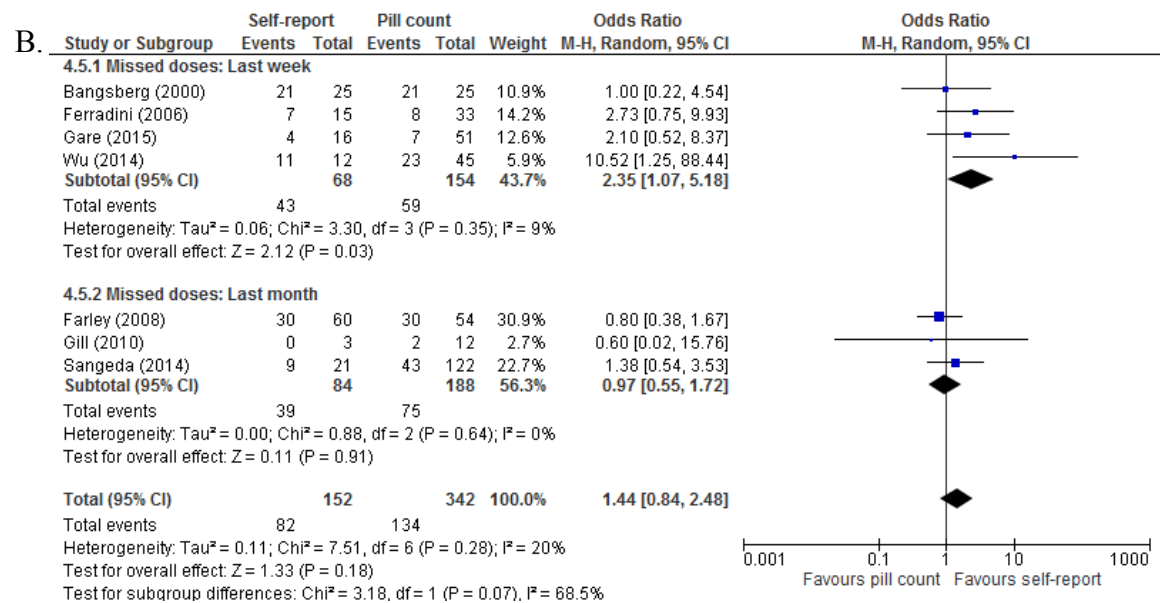 Self-report Pill count Odds Ratio Odds Ratio
B. Study or Subgroup Events Total Events Total Weight M-H, Random, 95% CI M-H, Random, 95% CI
4.5.1 Missed doses: Last week
Bangsberg (2000) 21 25 21 25 10.9% 1.00 [0.22, 4.54]
Ferradini (2006) 7 15 8 33 14.2% 2.73 [0.75, 9.93]
Gare (2015) 4 16 7 51 12.6% 2.10 [0.52, 8.37]
Wu (2014) 11 12 23 45 5.9% 10.52 [1.25, 88.44]
Subtotal (95% CI) 68 154 43.7% 2.35 [1.07, 5.18]
Total events 43 59
Heterogeneity: Tau² = 0.06; Chi² = 3.30, df = 3 (P = 0.35); I² = 9%
Test for overall effect: Z = 2.12 (P = 0.03)
4.5.2 Missed doses: Last month
Farley (2008) 30 60 30 54 30.9% 0.80 [0.38, 1.67]
Gill (2010) 0 3 2 12 2.7% 0.60 [0.02, 15.76]
Sangeda (2014) 9 21 43 122 22.7% 1.38 [0.54, 3.53]
Subtotal (95% CI) 84 188 56.3% 0.97 [0.55, 1.72]
Total events 39 75
Heterogeneity: Tau² = 0.00; Chi² = 0.88, df = 2 (P = 0.64); I² = 0%
Test for overall effect: Z = 0.11 (P = 0.91)
Total (95% CI) 152 342 100.0% 1.44 [0.84, 2.48]
Total events 82 134
Heterogeneity: Tau² = 0.11; Chi² = 7.51, df = 6 (P = 0.28); I² = 20%
Test for overall effect: Z = 1.33 (P = 0.18)
Test for subgroup differences: Chi² = 3.18, df = 1 (P = 0.07), I² = 68.5%
0.001 0.1 1 10 1000
Favours pill count Favours self-report